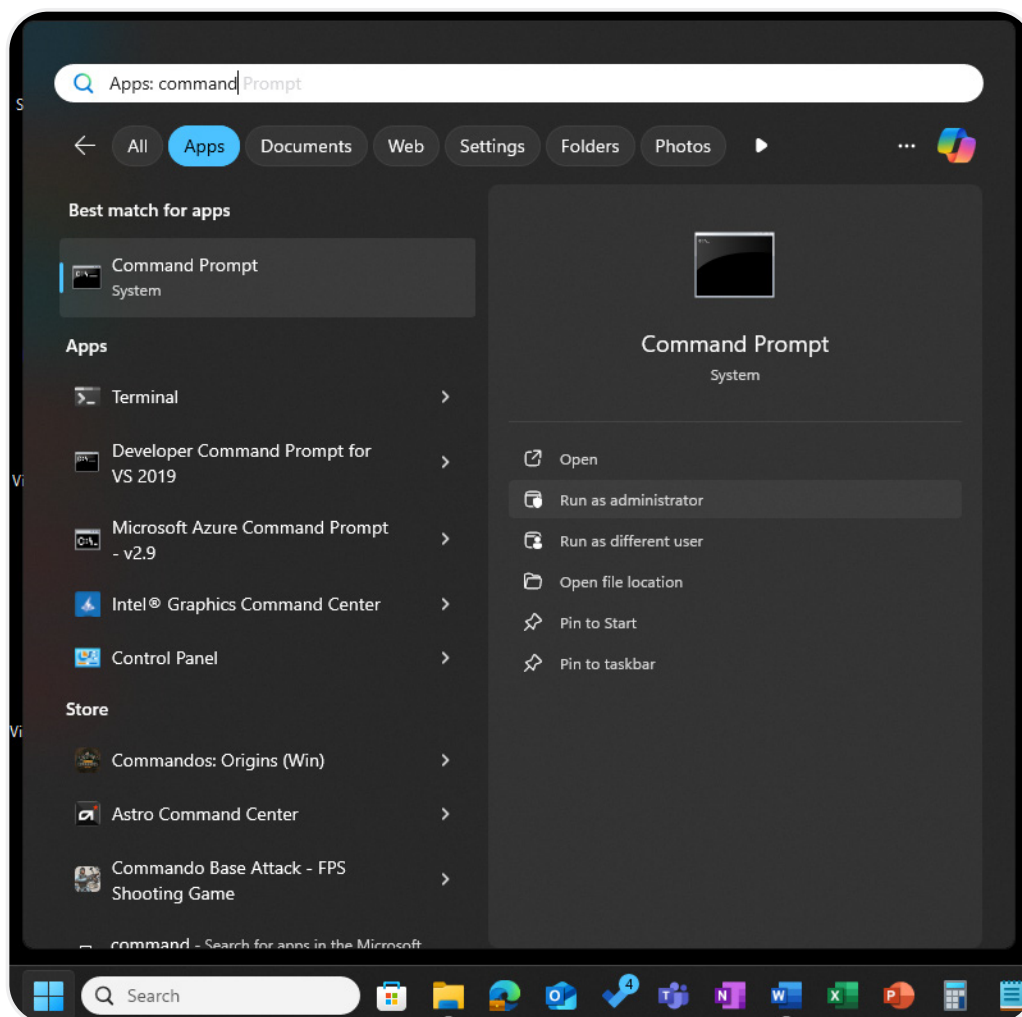 Apps: command Prompt
S
All Apps Documents Web Settings Folders Photos ...
Best match for apps
Command Prompt
System
Apps
Terminal
Developer Command Prompt for
VS 2019
Microsoft Azure Command Prompt
- v2.9
Intel® Graphics Command Center
Control Panel
Store
Commandos: Origins (Win)
Astro Command Center
Commando Base Attack - FPS
Shooting Game
command - Search for apps in the Microsoft
Command Prompt
System
Open
Run as administrator
Run as different user
Open file location
Pin to Start
Pin to taskbar
Vi
Vi
Search
4